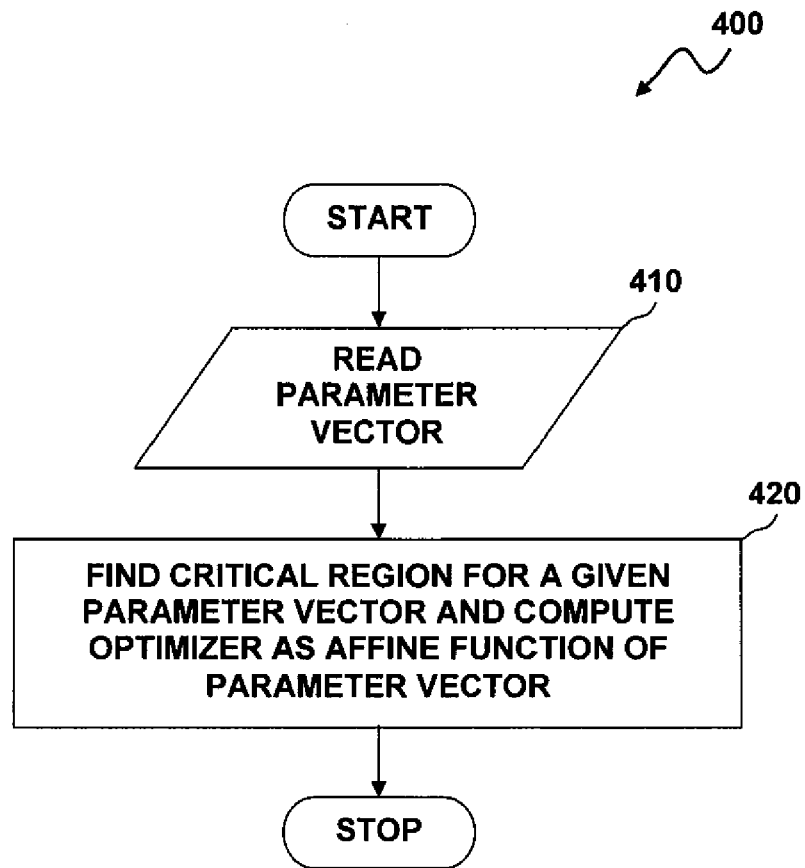 400
START
410
READ
PARAMETER
VECTOR
420
FIND CRITICAL REGION FOR A GIVEN
PARAMETER VECTOR AND COMPUTE
OPTIMIZER AS AFFINE FUNCTION OF
PARAMETER VECTOR
STOP